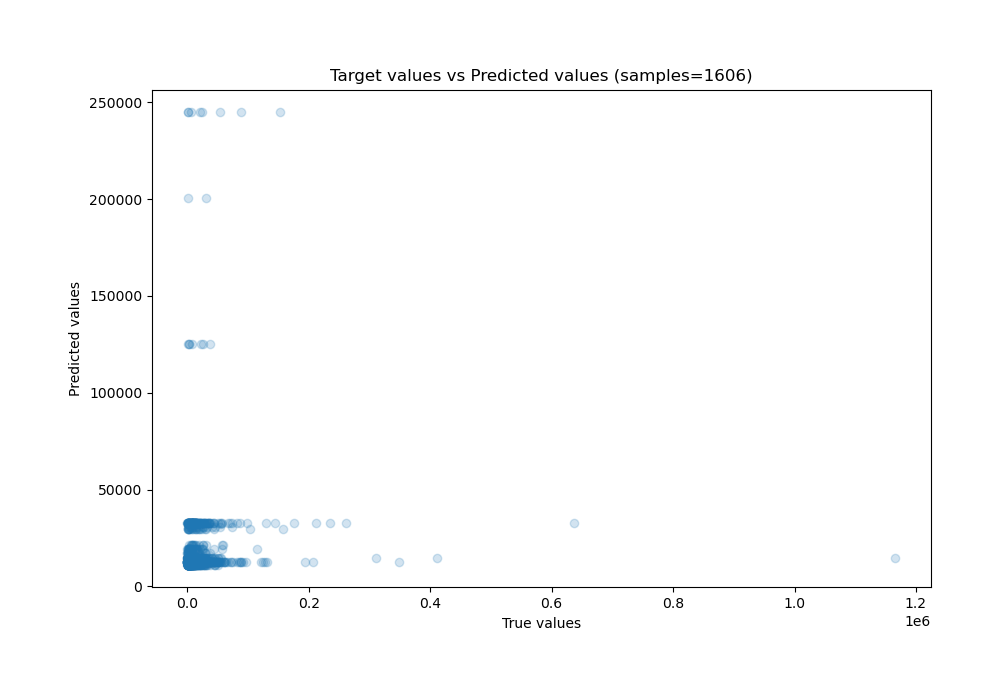 Target values vs Predicted values (samples=1606)
250000
200000
150000
100000
50000
0
Predicted values
0.0 0.2 0.4 0.6 0.8 1.0 1.2
1e6
True values